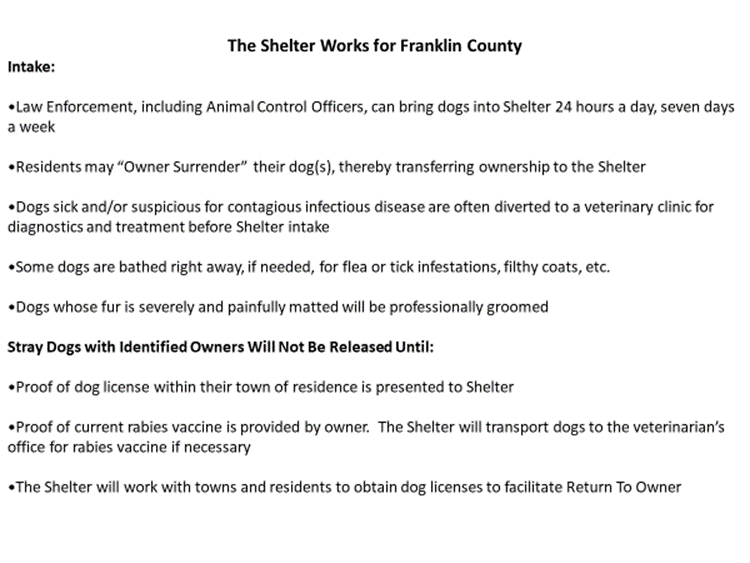 The Shelter Works for Franklin County
Intake:
•Law Enforcement, including Animal Control Officers, can bring dogs into Shelter 24 hours a day, seven days
a week
•Residents may “Owner Surrender” their dog(s), thereby transferring ownership to the Shelter
•Dogs sick and/or suspicious for contagious infectious disease are often diverted to a veterinary clinic for
diagnostics and treatment before Shelter intake
•Some dogs are bathed right away, if needed, for flea or tick infestations, filthy coats, etc.
•Dogs whose fur is severely and painfully matted will be professionally groomed
Stray Dogs with Identified Owners Will Not Be Released Until:
•Proof of dog license within their town of residence is presented to Shelter
•Proof of current rabies vaccine is provided by owner.  The Shelter will transport dogs to the veterinarian’s
office for rabies vaccine if necessary
•The Shelter will work with towns and residents to obtain dog licenses to facilitate Return To Owner